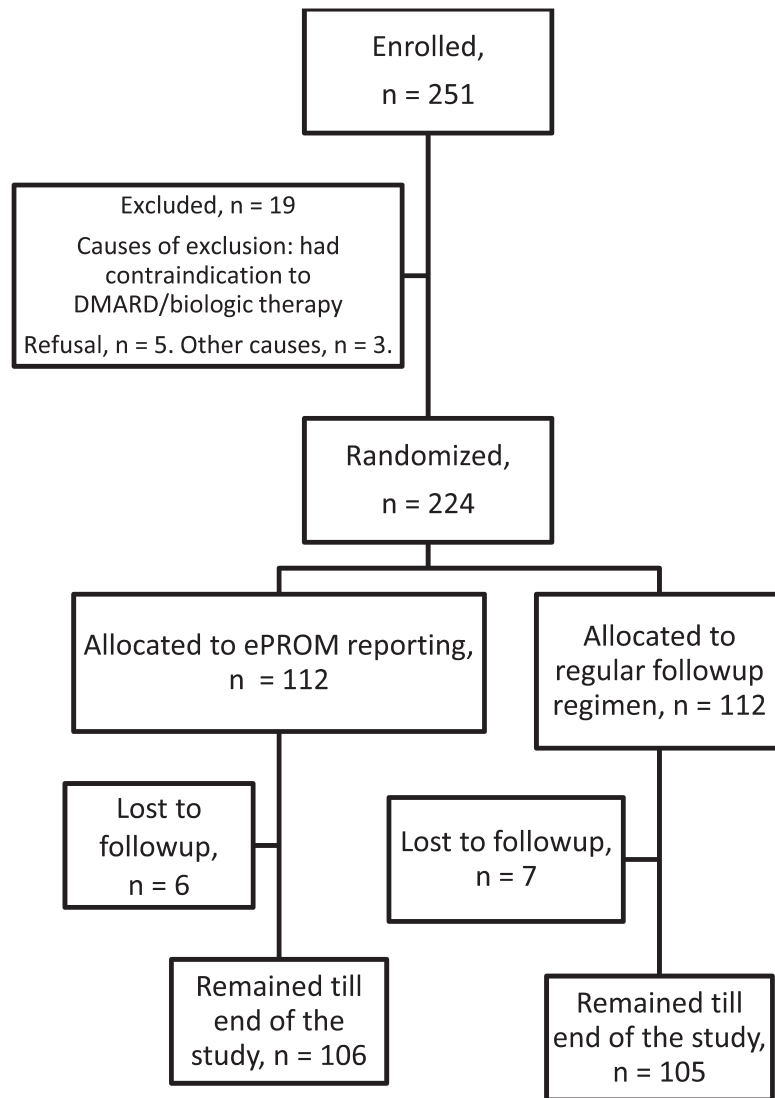 Enrolled,
n = 251
Excluded, n = 19
Causes of exclusion: had
contraindication to
DMARD/biologic therapy
Refusal, n = 5. Other causes, n = 3.
Randomized,
n = 224
Allocated to ePROM reporting,
n = 112
Allocated to
regular followup
regimen, n = 112
Lost to
followup,
n = 6
Lost to followup,
n = 7
Remained till
end of the
study, n = 106
Remained till
end of the study,
n = 105